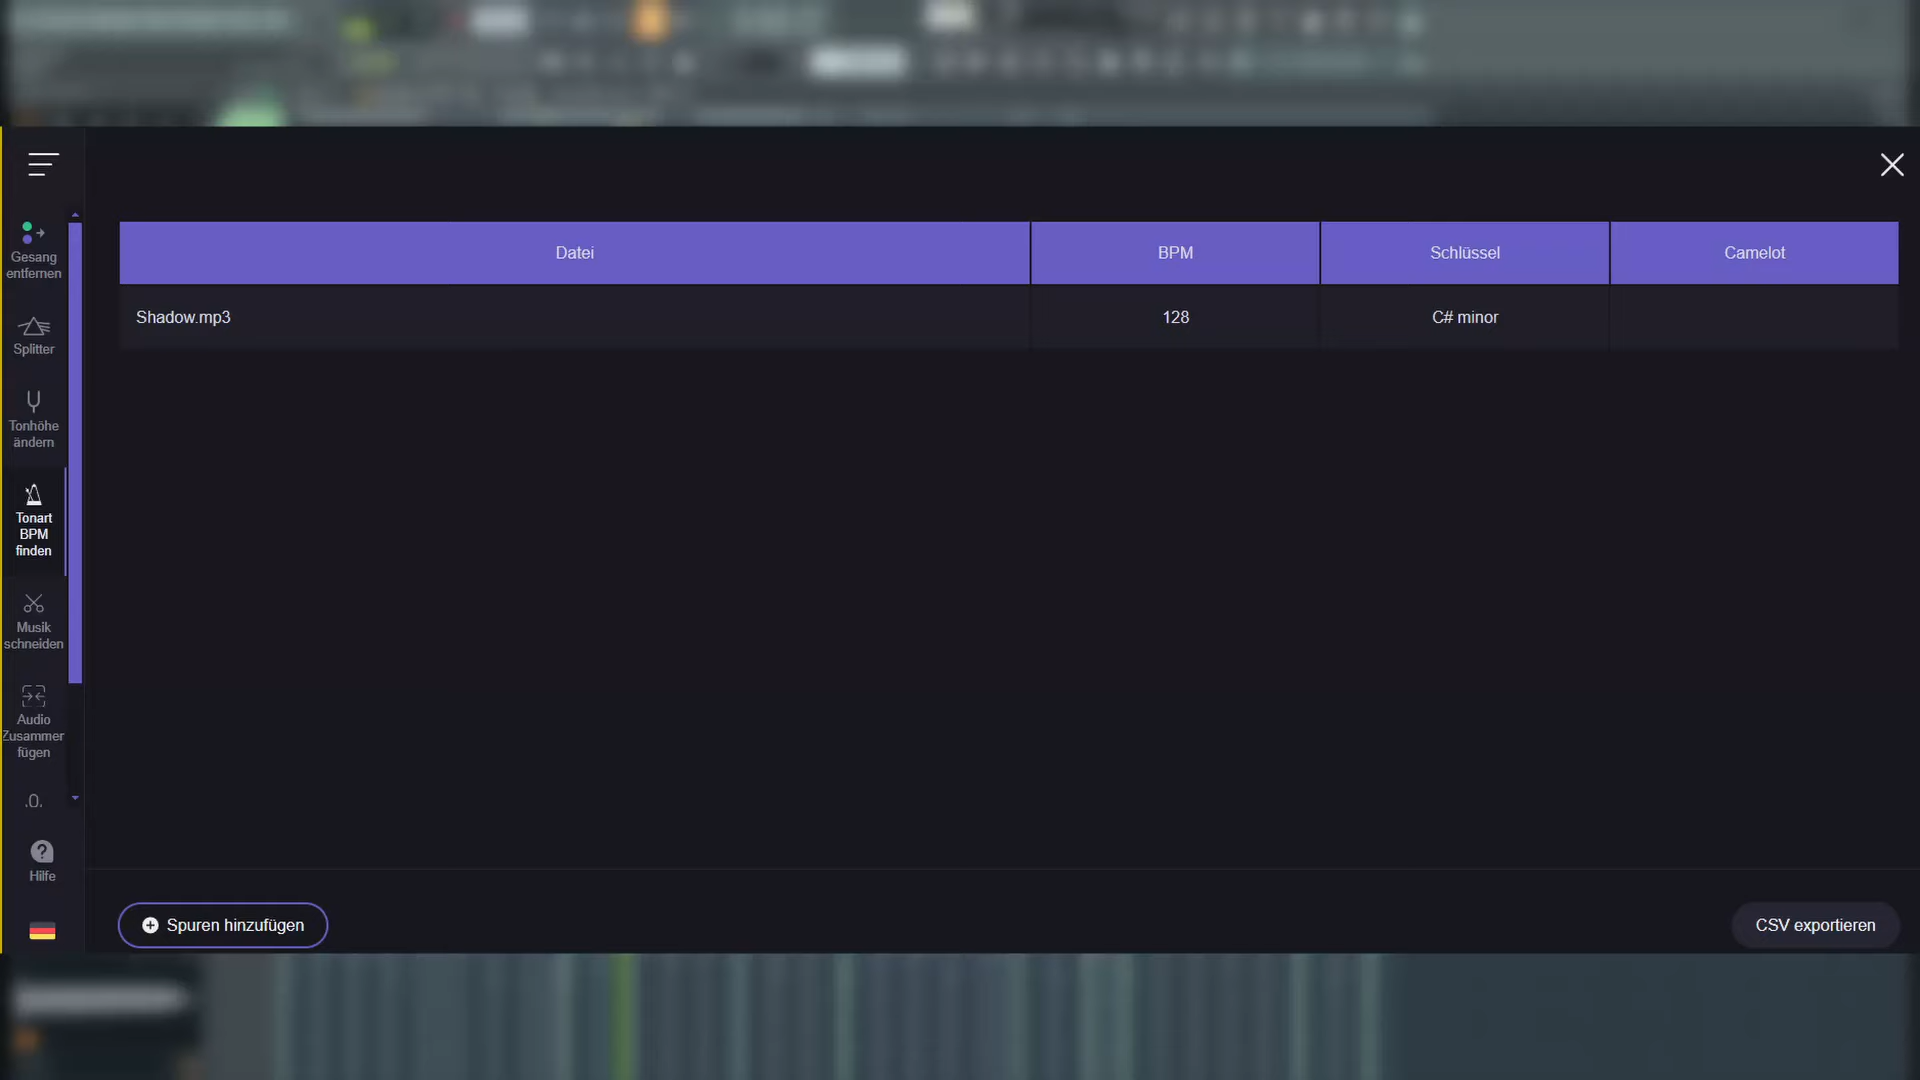 Gesang
entfernen
Splitter
Tonhöhe
ändern
Tonart
BPM
finden
Musik
schneiden
Audio
Zusammer
fügen
.0.
Hilfe
Datei BPM Schlüssel Camelot
Shadow.mp3 128 C# minor
Spuren hinzufügen
CSV exportieren